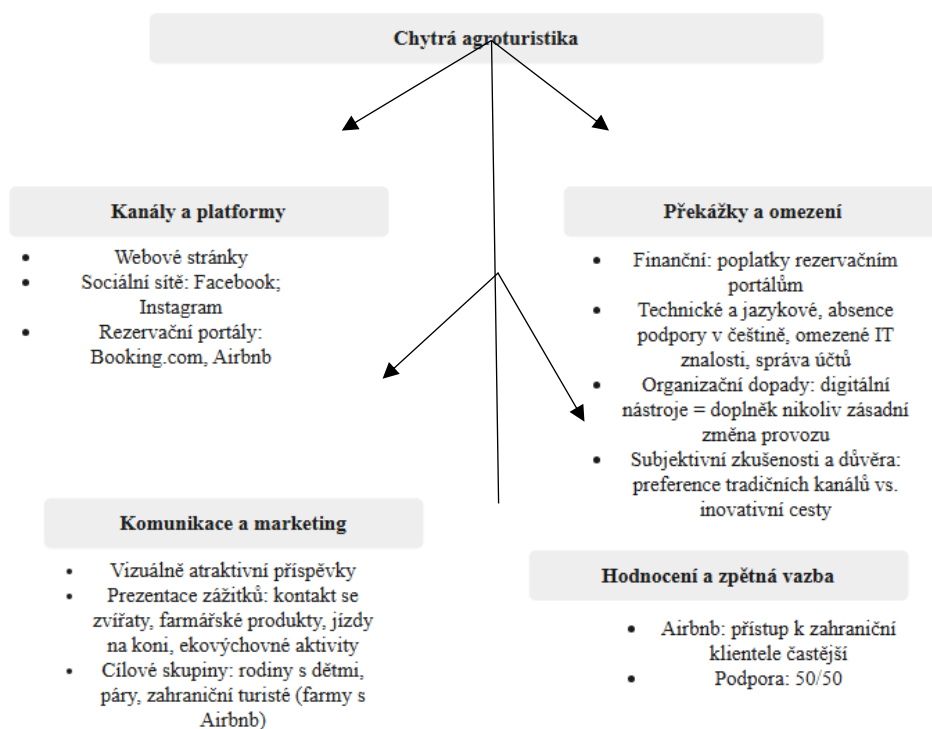 Chytrá agroturistika
Kanály a platformy
Webové stránky
Sociální sítě: Facebook;
Instagram
Rezervační portály:
Booking.com, Airbnb
Překážky a omezení
Finanční: poplatky rezervačním
portálům
Technické a jazykové, absence
podpory v češtině, omezené IT
znalosti, správa účtů
Organizační dopady: digitální
nástroje = doplněk nikoliv zásadní
změna provozu
Subjektivní zkušenosti a důvěra:
preference tradičních kanálů vs.
inovativní cesty
Komunikace a marketing
Vizuálně atraktivní příspěvky
Prezentace zážitků: kontakt se
zvířaty, farmářské produkty, jízdy
na koni, ekovýchovné aktivity
Cílové skupiny: rodiny s dětmi,
páry, zahraniční turisté (farmy s
Airbnb)
Hodnocení a zpětná vazba
Airbnb: přístup k zahraniční
klientele častější
Podpora: 50/50